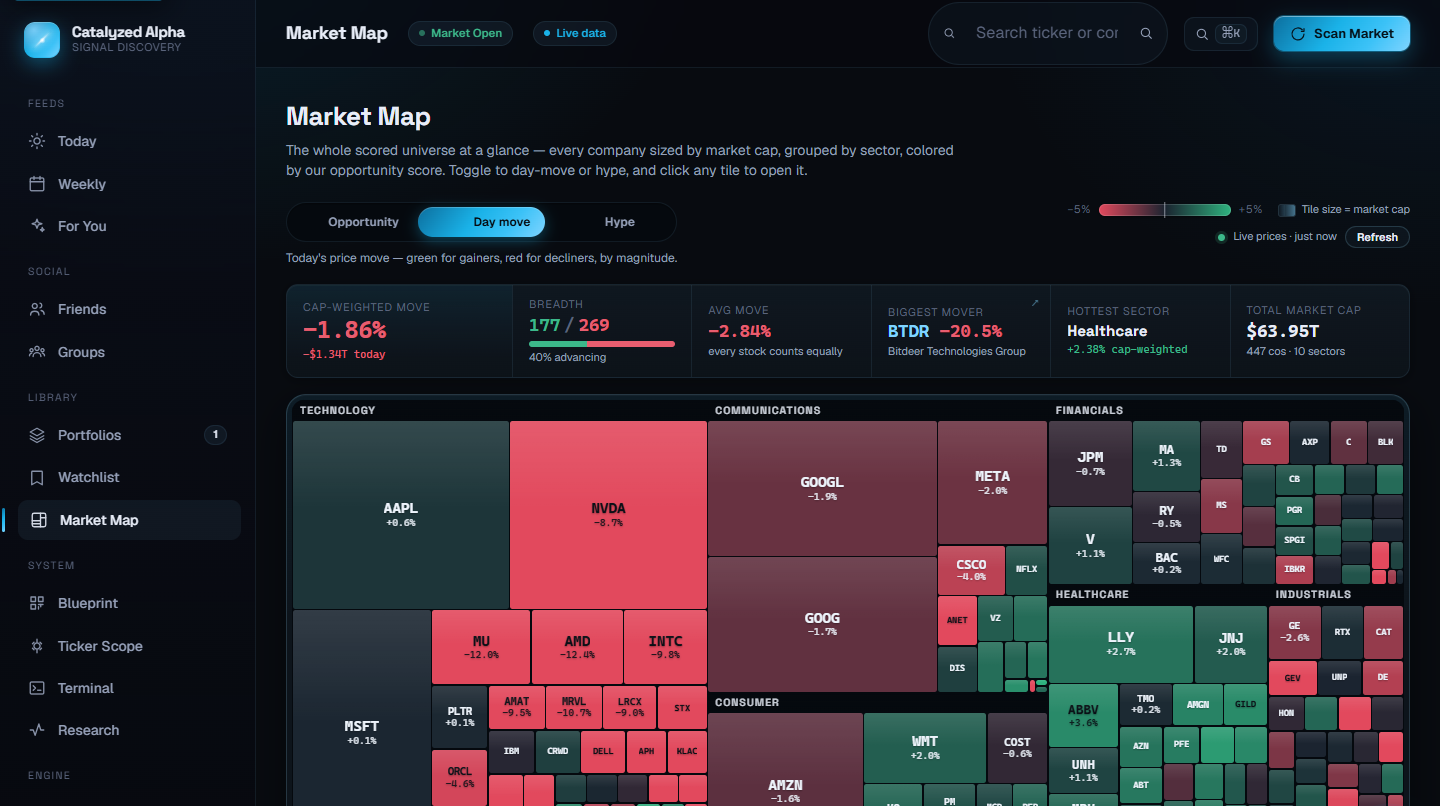 Catalyzed Alpha
SIGNAL DISCOVERY
FEEDS
Today
Weekly
For You
SOCIAL
Friends
Groups
LIBRARY
Portfolios 1
Watchlist
Market Map
SYSTEM
Blueprint
Ticker Scope
Terminal
Research
ENGINE
Market Map
Market Open
Live data
Search ticker or cor
⌘K
Scan Market
Market Map
The whole scored universe at a glance — every company sized by market cap, grouped by sector, colored
by our opportunity score. Toggle to day-move or hype, and click any tile to open it.
Opportunity Day move Hype
−5% +5% Tile size = market cap
Live prices · just now Refresh
Today's price move — green for gainers, red for decliners, by magnitude.
CAP-WEIGHTED MOVE
−1.86%
−$1.34T today
BREADTH
177 / 269
40% advancing
AVG MOVE
−2.84%
every stock counts equally
BIGGEST MOVER ↗
BTDR −20.5%
Bitdeer Technologies Group
HOTTEST SECTOR
Healthcare
+2.38% cap-weighted
TOTAL MARKET CAP
$63.95T
447 cos · 10 sectors
TECHNOLOGY
AAPL
+0.6%
NVDA
−8.7%
MSFT
+0.1%
MU
−12.0%
AMD
−12.4%
INTC
−9.8%
PLTR
+0.1%
AMAT
−9.5%
MRVL
−10.7%
LRCX
−9.0%
STX
IBM
CRWD
DELL
APH
KLAC
ORCL
−4.6%
COMMUNICATIONS
GOOGL
−1.9%
META
−2.0%
GOOG
−1.7%
CSCO
−4.0%
NFLX
ANET
VZ
DIS
CONSUMER
AMZN
−1.6%
WMT
+2.0%
COST
−0.6%
PM
FINANCIALS
JPM
−0.7%
MA
+1.3%
TD
GS
AXP
C
BLK
V
+1.1%
RY
−0.5%
MS
CB
PGR
BAC
+0.2%
WFC
SPGI
IBKR
HEALTHCARE
LLY
+2.7%
JNJ
+2.0%
ABBV
+3.6%
TMO
+0.2%
AMGN
GILD
AZN
PFE
UNH
+1.1%
ABT
INDUSTRIALS
GE
−2.6%
RTX
CAT
GEV
UNP
DE
HON